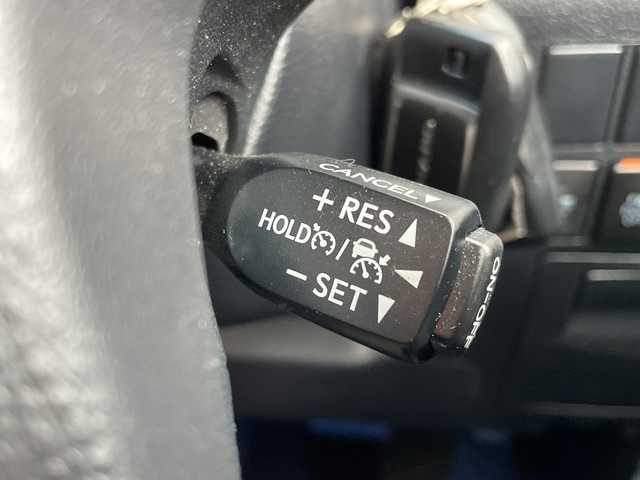 CANCEL▼
+ RES ▲
HOLD /
− SET ▼
ON-OFF